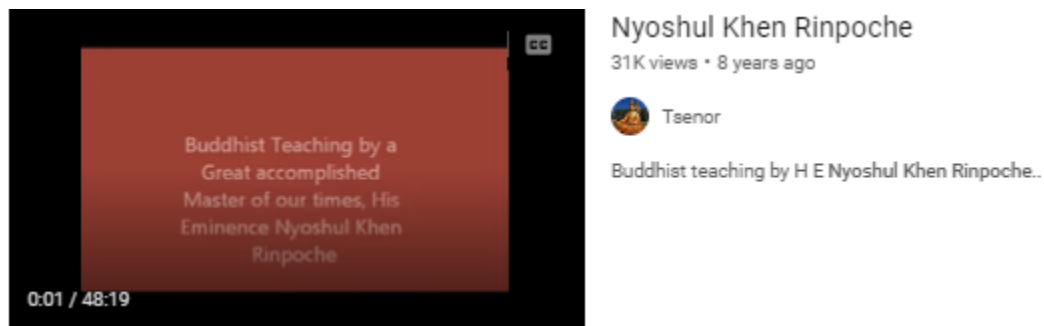 CC
Buddhist Teaching by a
Great accomplished
Master of our times, His
Eminence Nyoshul Khen
Rinpoche
0:01 / 48:19
Nyoshul Khen Rinpoche
31K views • 8 years ago
Tsenor
Buddhist teaching by H E Nyoshul Khen Rinpoche..